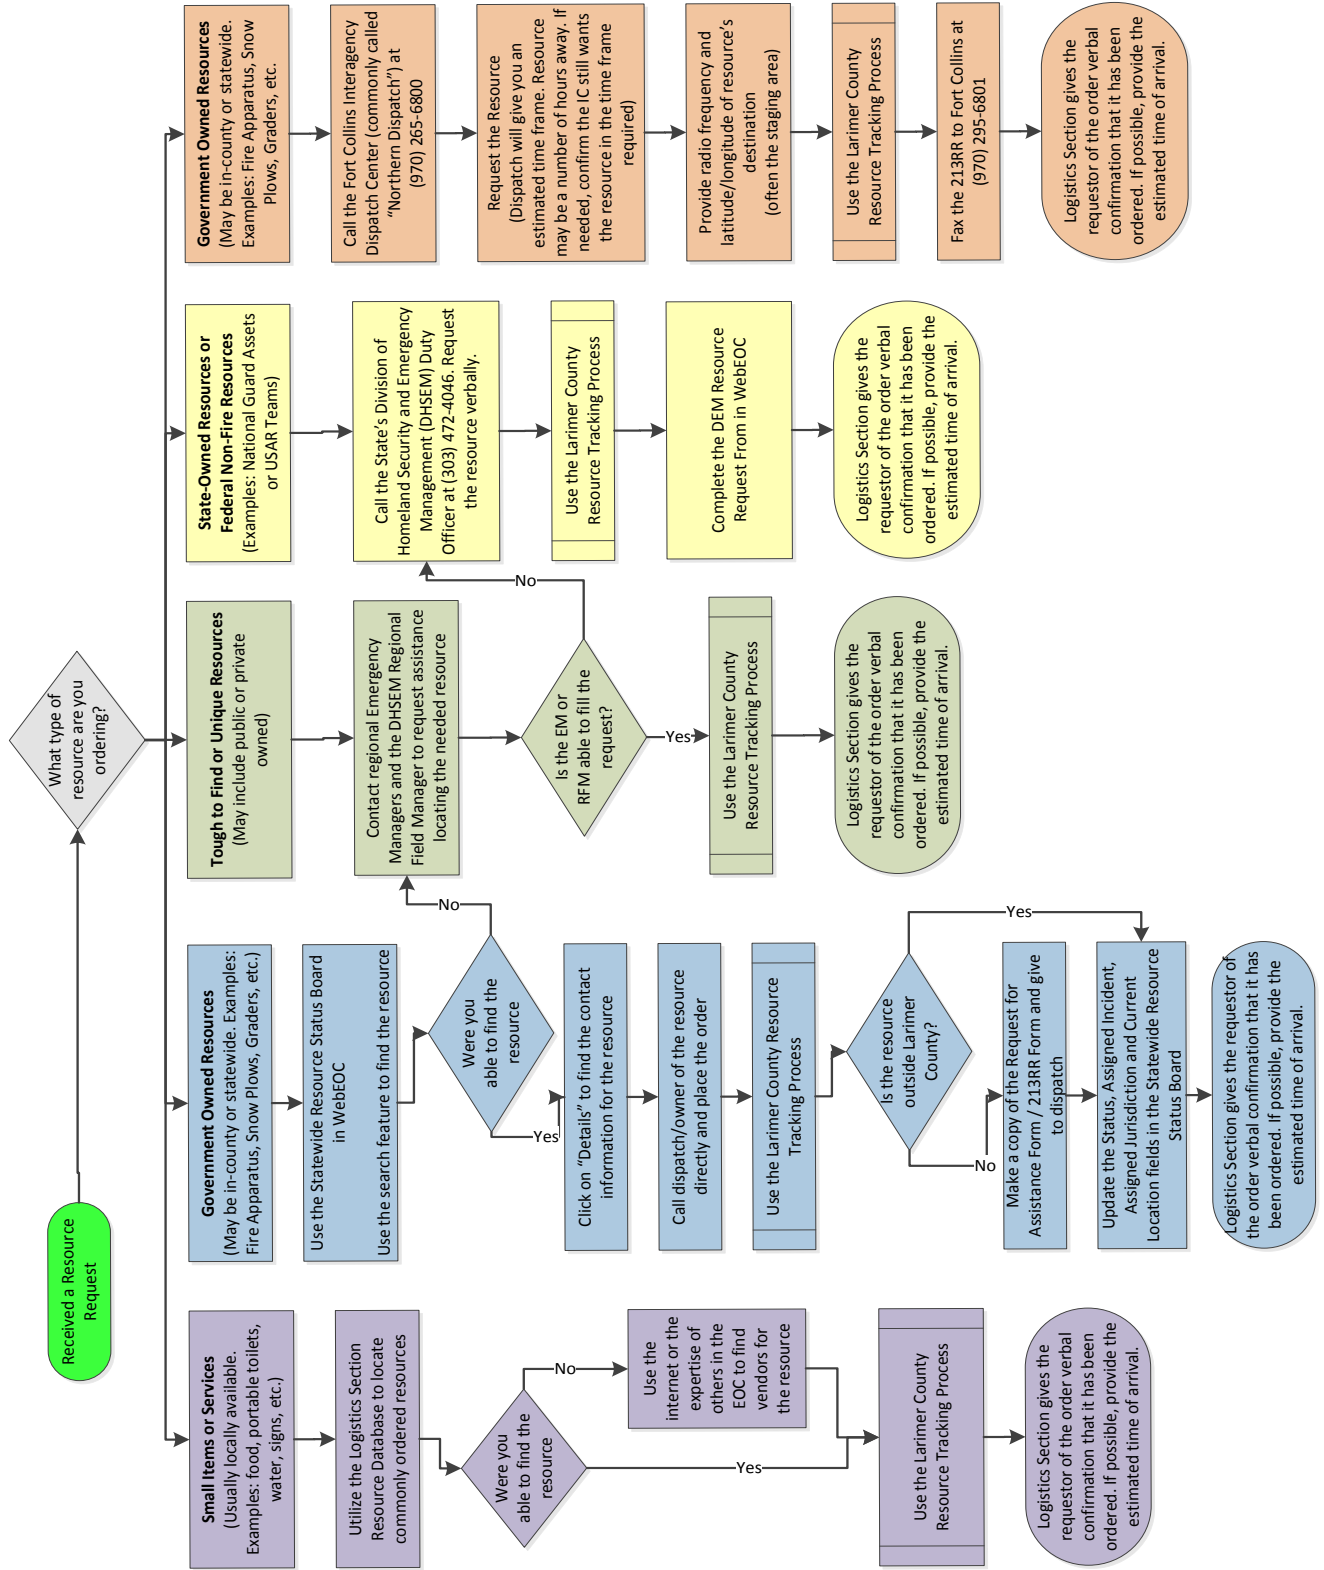 Received a Resource
Request
What type of
resource are you
ordering?
Small Items or Services
(Usually locally available.
Examples: food, portable toilets,
water, signs, etc.)
Utilize the Logistics Section
Resource Database to locate
commonly ordered resources
Were you
able to find the
resource
No
Use the
internet or the
expertise of
others in the
EOC to find
vendors for
the resource
Yes
Use the Larimer County
Resource Tracking Process
Logistics Section gives the
requestor of the order verbal
confirmation that it has been
ordered. If possible, provide the
estimated time of arrival.
Government Owned Resources
(May be in-county or statewide. Examples:
Fire Apparatus, Snow Plows, Graders, etc.)
Use the Statewide Resource Status Board
in WebEOC
Use the search feature to find the resource
Were you
able to find the
resource
No
Yes
Click on "Details" to find the contact
information for the resource
Call dispatch/owner of the resource
directly and place the order
Use the Larimer County Resource
Tracking Process
Is the resource
outside Larimer
County?
Yes
No
Make a copy of the Request for
Assistance Form / 213RR Form and give
to dispatch
Update the Status, Assigned Incident,
Assigned Jurisdiction and Current
Location fields in the Statewide Resource
Status Board
Logistics Section gives the requestor of
the order verbal confirmation that it has
been ordered. If possible, provide the
estimated time of arrival.
Tough to Find or Unique Resources
(May include public or private
owned)
Contact regional Emergency
Managers and the DHSEM Regional
Field Manager to request assistance
locating the needed resource
Is the EM or
RFM able to fill the
request?
No
Yes
Use the Larimer County
Resource Tracking Process
Logistics Section gives the
requestor of the order verbal
confirmation that it has been
ordered. If possible, provide the
estimated time of arrival.
State-Owned Resources or
Federal Non-Fire Resources
(Examples: National Guard Assets
or USAR Teams)
Call the State's Division of
Homeland Security and Emergency
Management (DHSEM) Duty
Officer at (303) 472-4046. Request
the resource verbally.
Use the Larimer County
Resource Tracking Process
Complete the DEM Resource
Request From in WebEOC
Logistics Section gives the
requestor of the order verbal
confirmation that it has been
ordered. If possible, provide the
estimated time of arrival.
Government Owned Resources
(May be in-county or statewide.
Examples: Fire Apparatus, Snow
Plows, Graders, etc.
Call the Fort Collins Interagency
Dispatch Center (commonly called
"Northern Dispatch") at
(970) 265-6800
Request the Resource
(Dispatch will give you an
estimated time frame. Resource
may be a number of hours away. If
needed, confirm the IC still wants
the resource in the time frame
required)
Provide radio frequency and
latitude/longitude of resource's
destination
(often the staging area)
Use the Larimer County
Resource Tracking Process
Fax the 213RR to Fort Collins at
(970) 295-6801
Logistics Section gives the
requestor of the order verbal
confirmation that it has been
ordered. If possible, provide the
estimated time of arrival.